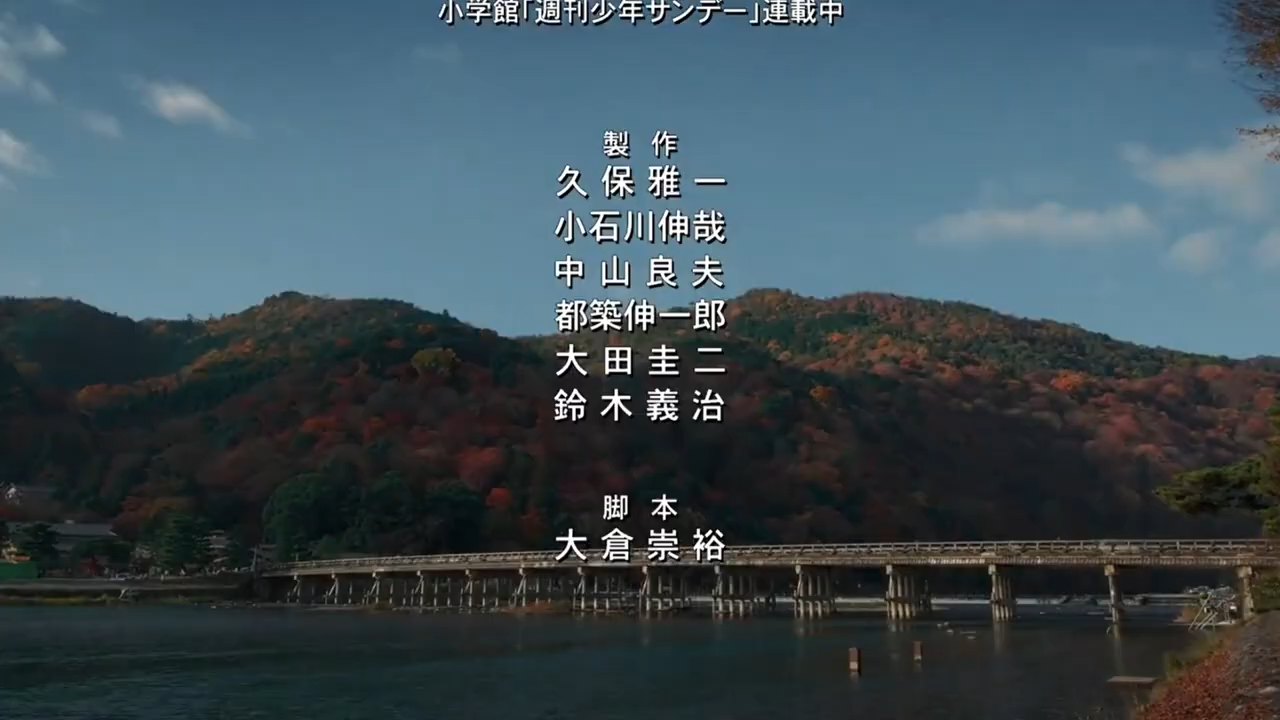 小学館「週刊少年サンデー」連載中
製 作
久保雅一
小石川伸哉
中山良夫
都築伸一郎
大田圭二
鈴木義治
脚 本
大倉崇裕